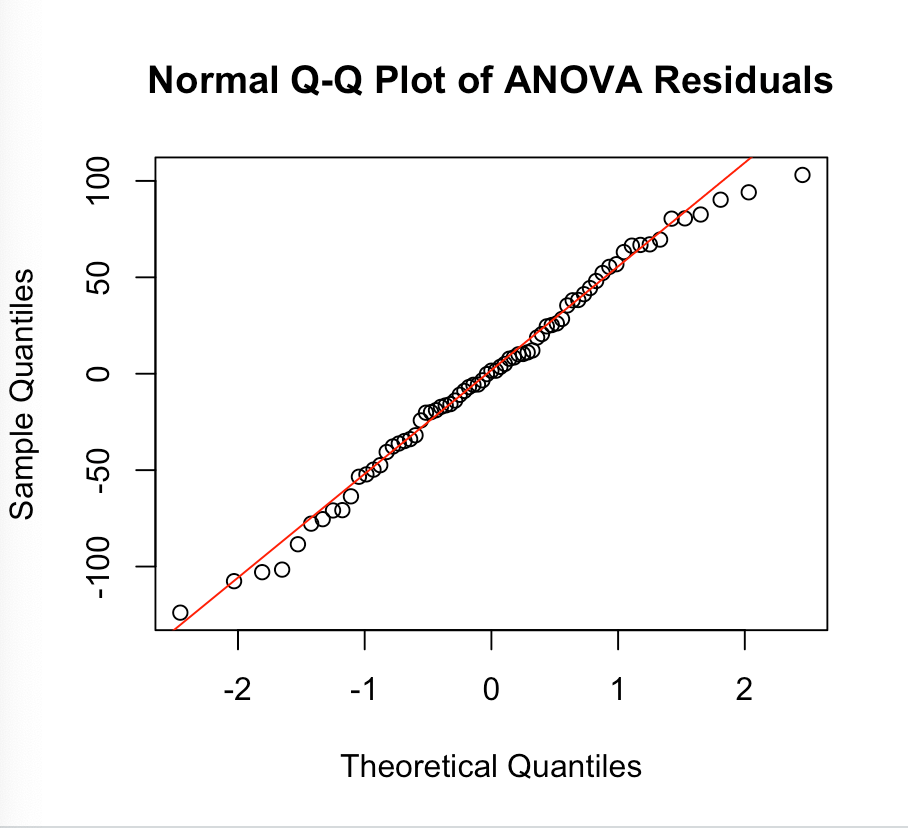 Normal Q-Q Plot of ANOVA Residuals
Sample Quantiles
100
50
0
-50
-100
-2 -1 0 1 2
Theoretical Quantiles